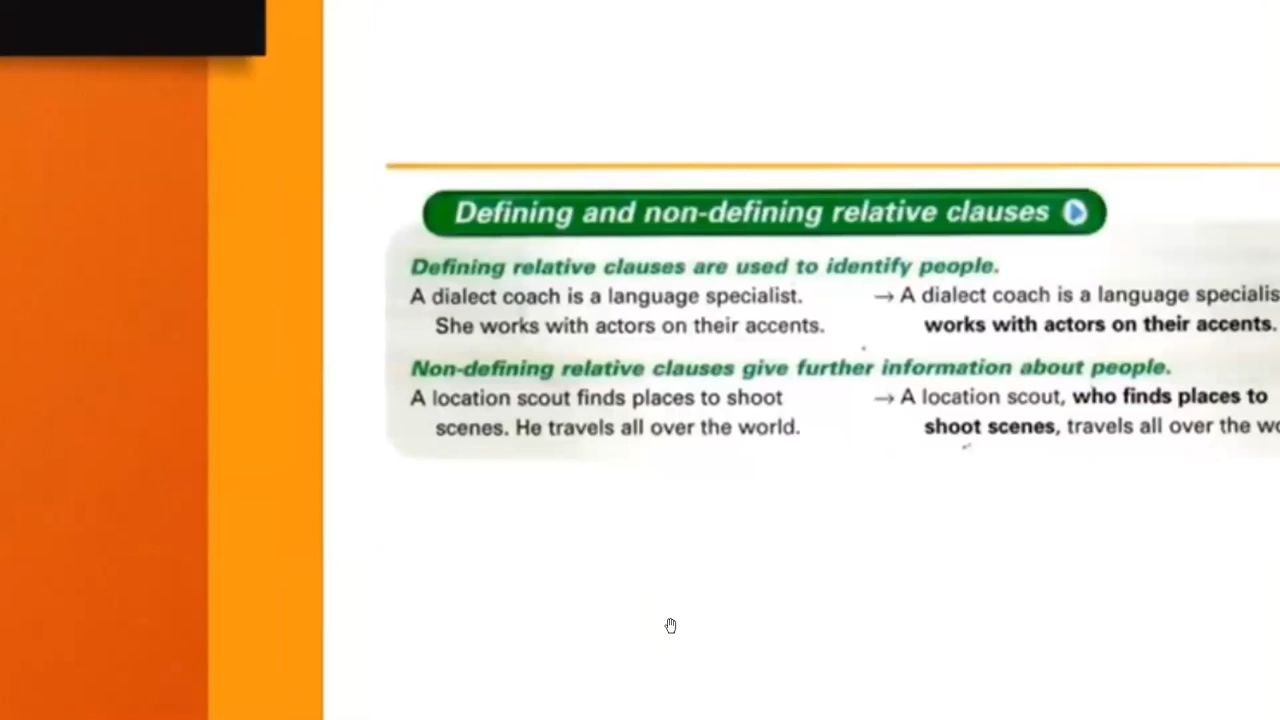 Defining and non-defining relative clauses
Defining relative clauses are used to identify people.
A dialect coach is a language specialist.
She works with actors on their accents.
→ A dialect coach is a language
works with actors on their accents.
Non-defining relative clauses give further information about people.
A location scout finds places to shoot
scenes. He travels all over the world.
→ A location scout, who finds places to
shoot scenes, travels all over the